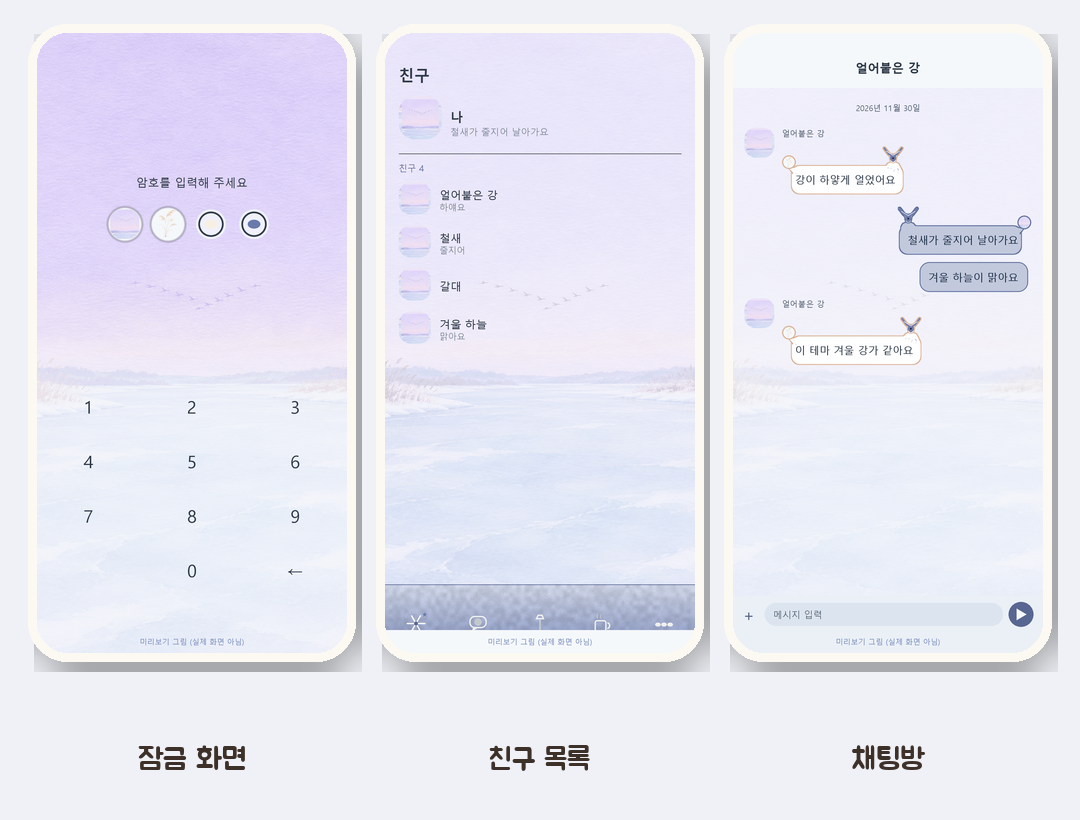 암호를 입력해 주세요
1 2 3
4 5 6
7 8 9
0 ←
미리보기 그림 (실제 화면 아님)
친구
나
철새가 줄지어 날아가요
친구 4
얼어붙은 강
하얘요
철새
줄지어
갈대
겨울 하늘
맑아요
미리보기 그림 (실제 화면 아님)
얼어붙은 강
2026년 11월 30일
얼어붙은 강
강이 하얗게 얼었어요
철새가 줄지어 날아가요
겨울 하늘이 맑아요
얼어붙은 강
이 테마 겨울 강가 같아요
+ 메시지 입력
미리보기 그림 (실제 화면 아님)
잠금 화면
친구 목록
채팅방